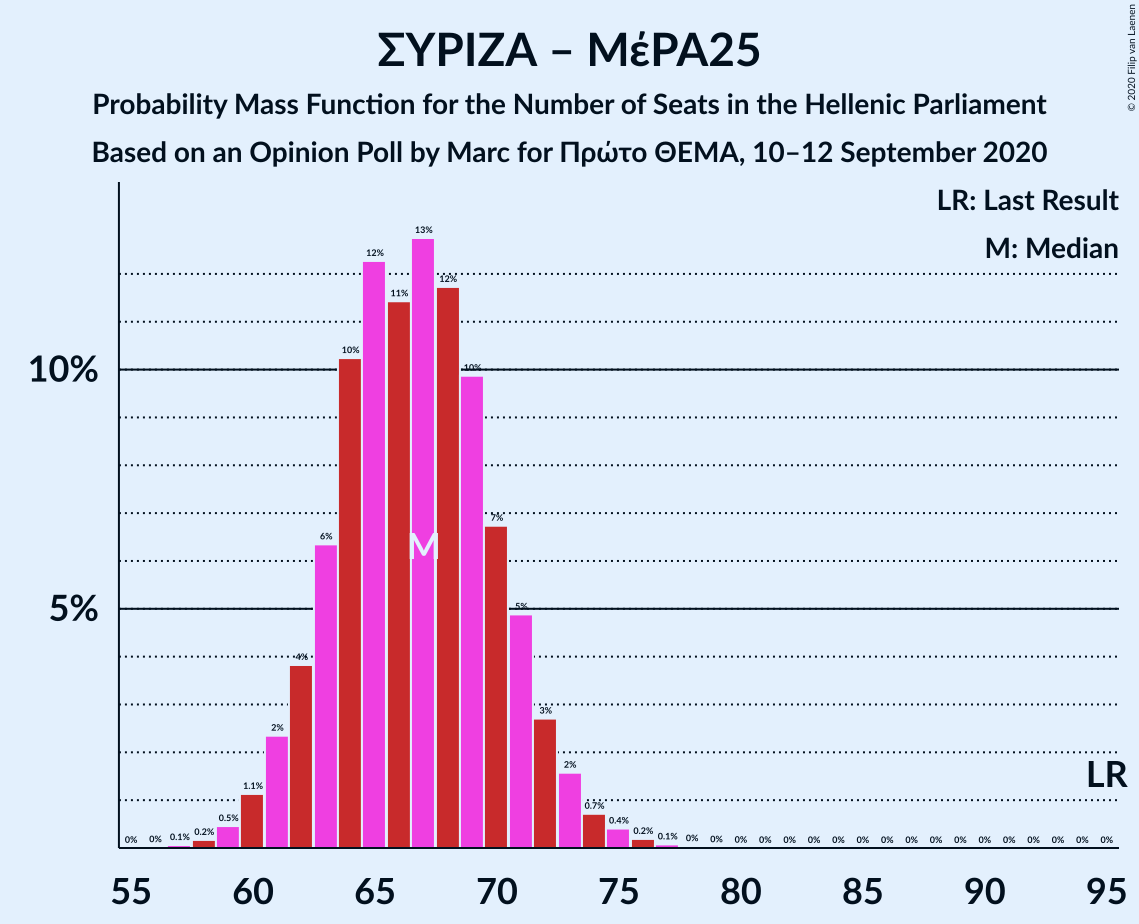 ΣΥΡΙΖΑ – ΜέΡΑ25
Probability Mass Function for the Number of Seats in the Hellenic Parliament
Based on an Opinion Poll by Marc for Πρώτο ΘΕΜΑ, 10–12 September 2020
© 2020 Filip van Laenen
LR: Last Result
M: Median
10%
5%
0% 0% 0.1% 0.2% 0.5% 1.1% 2% 4% 6% 10% 12% 11% 13% 12% 10% 7% 5% 3% 2% 0.7% 0.4% 0.2% 0.1% 0% 0% 0% 0% 0% 0% 0% 0% 0% 0% 0% 0% 0% 0% 0% 0% 0% 0%
M
LR
55 60 65 70 75 80 85 90 95